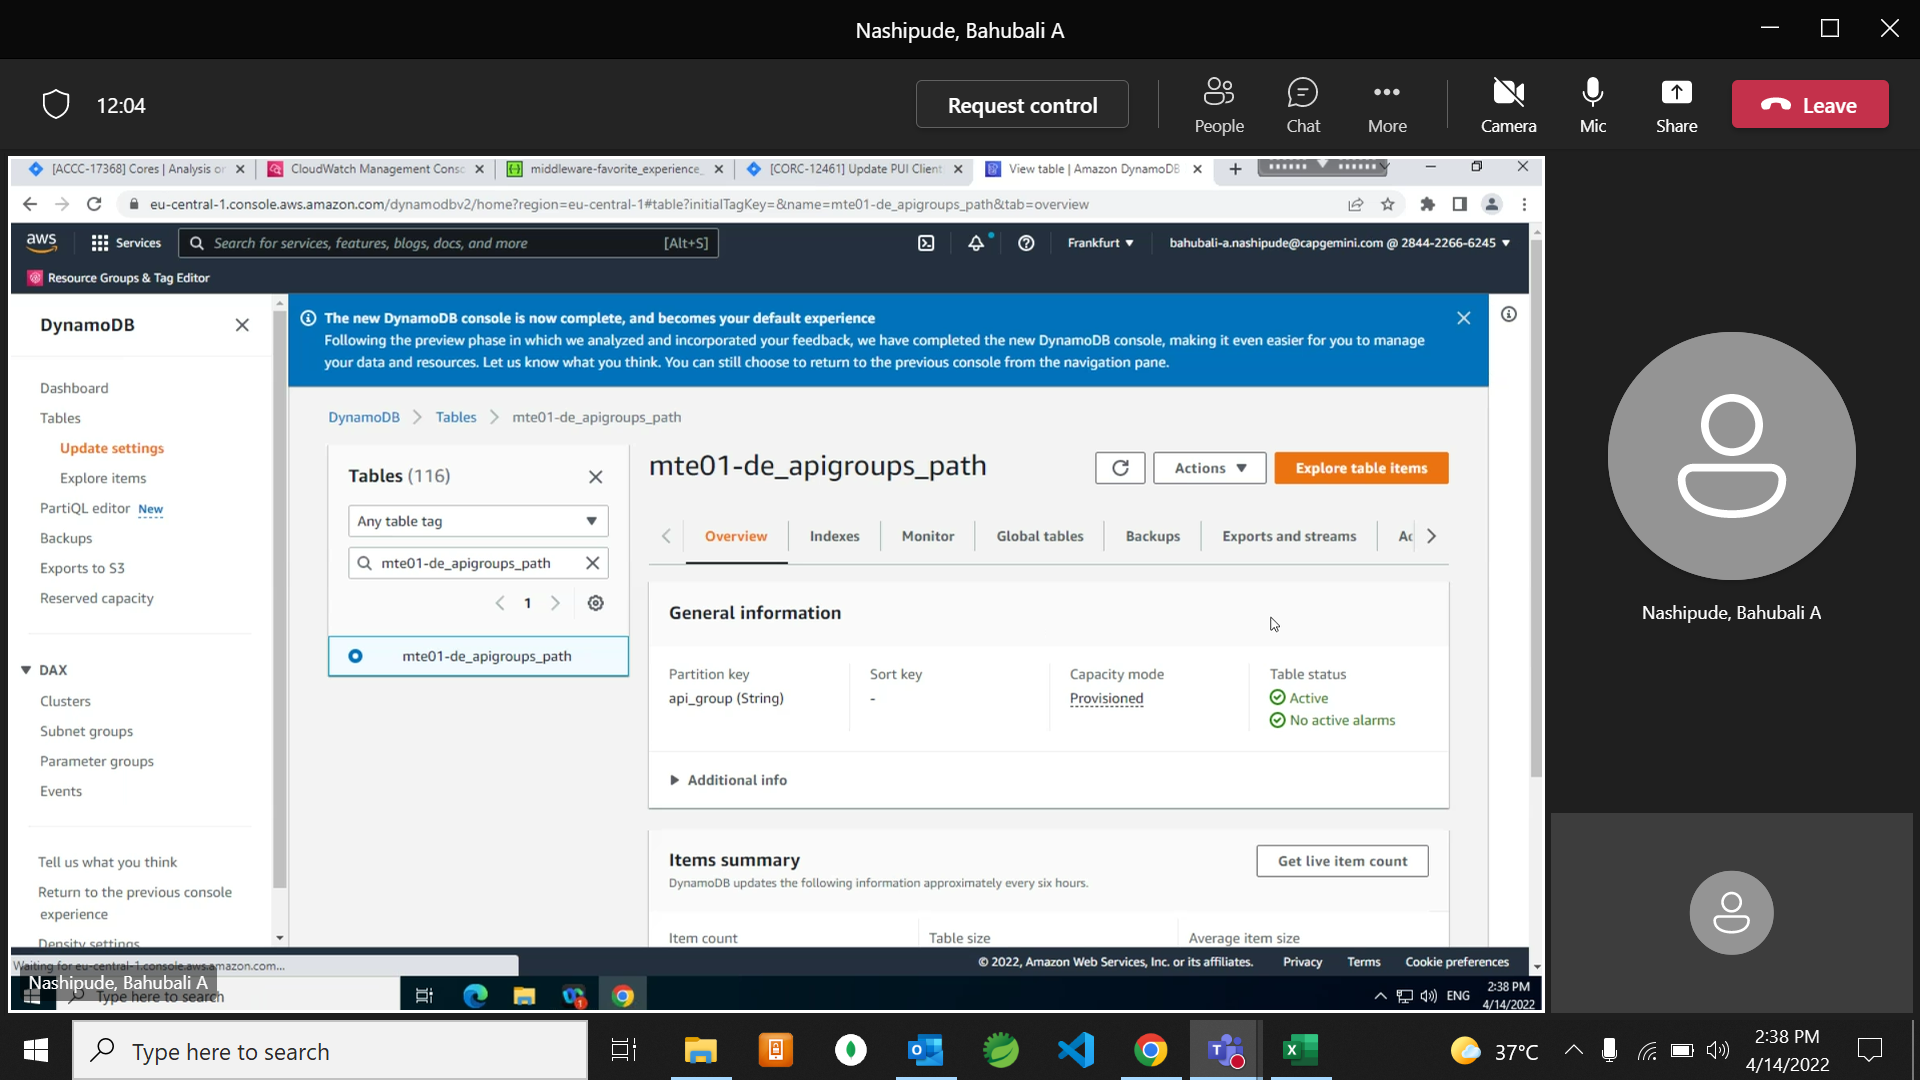 Nashipude, Bahubali A
12:04
Request control
People
Chat
More
Camera
Mic
Share
Leave
[ACCC-17368] Cores | Analysis or
CloudWatch Management Consc
middleware-favorite_experience_
[CORC-12461] Update PUI Client
View table | Amazon DynamoDB
eu-central-1.console.aws.amazon.com/dynamodbv2/home?region=eu-central-1#table?initialTagKey=&name=mte01-de_apigroups_path&tab=overview
aws
Services
Search for services, features, blogs, docs, and more
[Alt+S]
Frankfurt
bahubali-a.nashipude@capgemini.com @ 2844-2266-6245
Resource Groups & Tag Editor
DynamoDB
Dashboard
Tables
Update settings
Explore items
PartiQL editor New
Backups
Exports to S3
Reserved capacity
DAX
Clusters
Subnet groups
Parameter groups
Events
Tell us what you think
Return to the previous console
experience
Density settings
The new DynamoDB console is now complete, and becomes your default experience
Following the preview phase in which we analyzed and incorporated your feedback, we have completed the new DynamoDB console, making it even easier for you to manage
your data and resources. Let us know what you think. You can still choose to return to the previous console from the navigation pane.
DynamoDB
Tables
mte01-de_apigroups_path
Tables (116)
Any table tag
mte01-de_apigroups_path
1
mte01-de_apigroups_path
mte01-de_apigroups_path
Actions
Explore table items
Overview
Indexes
Monitor
Global tables
Backups
Exports and streams
Ac
General information
Partition key
api_group (String)
Sort key
-
Capacity mode
Provisioned
Table status
Active
No active alarms
Additional info
Items summary
DynamoDB updates the following information approximately every six hours.
Get live item count
Item count
Table size
Average item size
Waiting for eu-central-1.console.aws.amazon.com...
© 2022, Amazon Web Services, Inc. or its affiliates.
Privacy
Terms
Cookie preferences
Nashipude, Bahubali A
Type here to search
1
ENG
2:38 PM
4/14/2022
Nashipude, Bahubali A
Type here to search
37°C
2:38 PM
4/14/2022